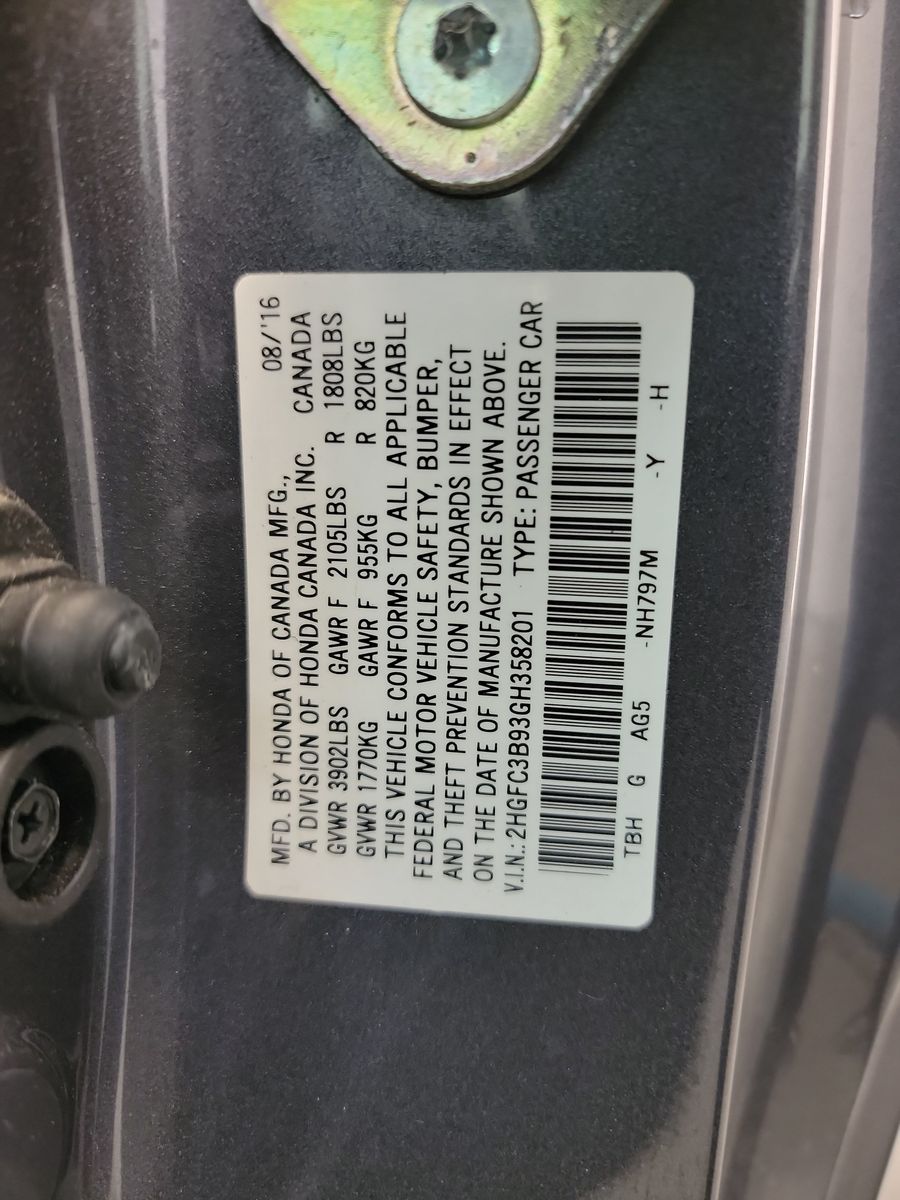 MFD. BY HONDA OF CANADA MFG., 08/'16
A DIVISION OF HONDA CANADA INC. CANADA
GVWR 3902LBS GAWR F 2105LBS R 1808LBS
GVWR 1770KG GAWR F 955KG R 820KG
THIS VEHICLE CONFORMS TO ALL APPLICABLE
FEDERAL MOTOR VEHICLE SAFETY, BUMPER,
AND THEFT PREVENTION STANDARDS IN EFFECT
ON THE DATE OF MANUFACTURE SHOWN ABOVE.
V.I.N.: 2HGFC3B93GH358201 TYPE: PASSENGER CAR
TBH G AG5 -NH797M -Y -H